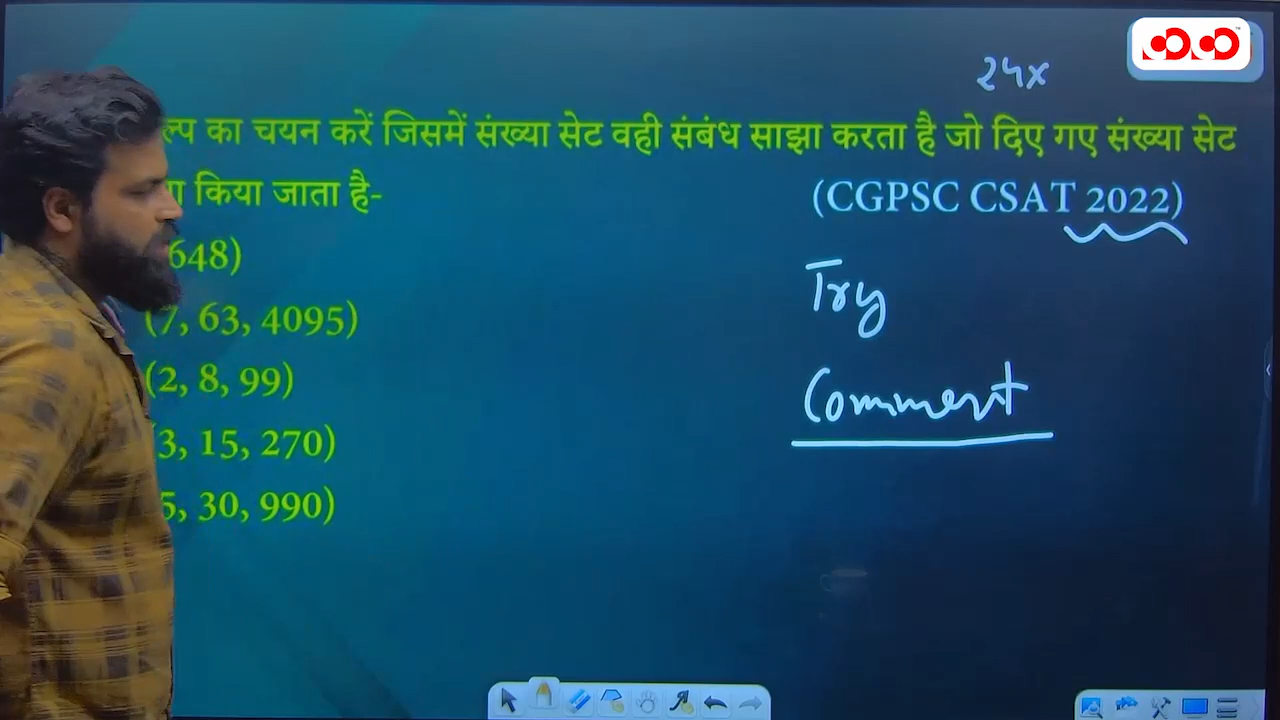 24x
ल्प का चयन करें जिसमें संख्या सेट वही संबंध साझा करता है जो दिए गए संख्या सेट
किया जाता है-
(CGPSC CSAT 2022)
648)
Try
(7, 63, 4095)
(2, 8, 99)
Comment
3, 15, 270)
5, 30, 990)